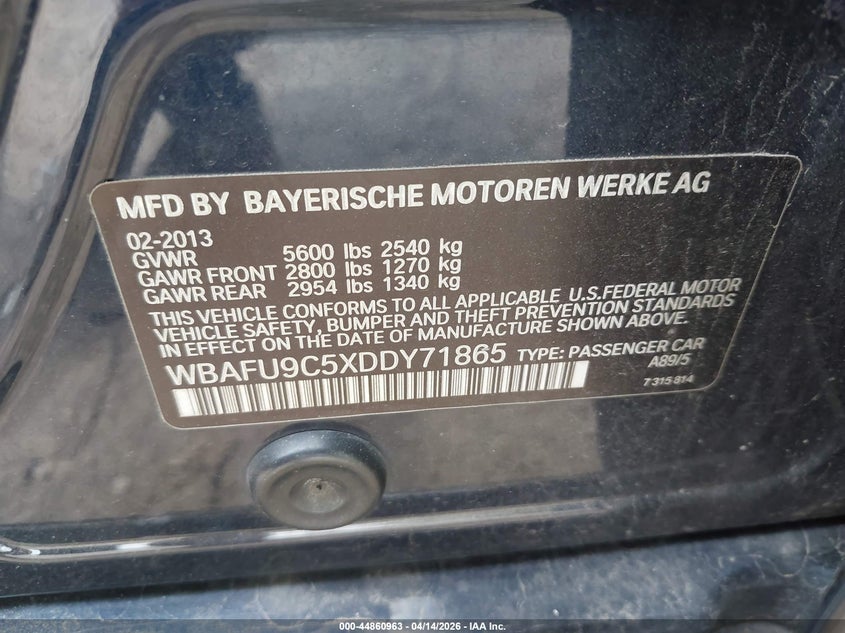 MFD BY BAYERISCHE MOTOREN WERKE AG
02-2013
GVWR 5600 lbs 2540 kg
GAWR FRONT 2800 lbs 1270 kg
GAWR REAR 2954 lbs 1340 kg
THIS VEHICLE CONFORMS TO ALL APPLICABLE U.S.FEDERAL MOTOR
VEHICLE SAFETY, BUMPER AND THEFT PREVENTION STANDARDS
IN EFFECT ON THE DATE OF MANUFACTURE SHOWN ABOVE.
WBAFU9C5XDDY71865 TYPE: PASSENGER CAR
A89/5
7 315 814
000-44860963 - 04/14/2026 - IAA Inc.